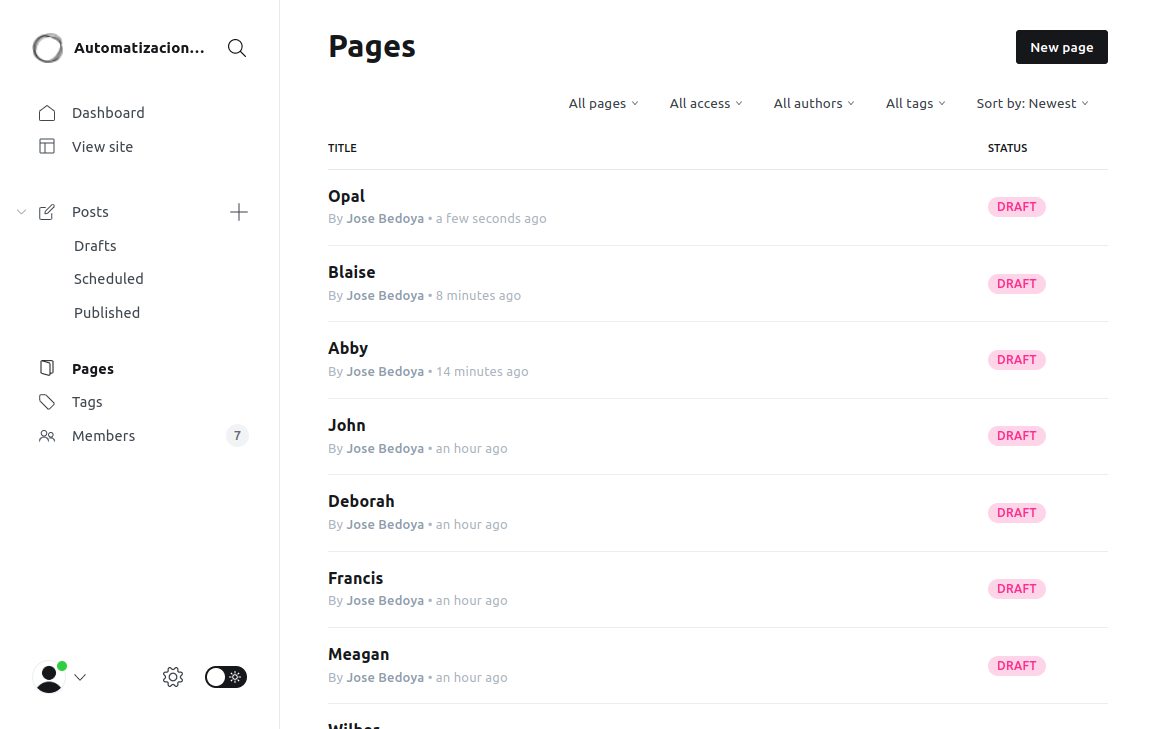 Automatizacion...
Dashboard
View site
Posts
Drafts
Scheduled
Published
Pages
Tags
Members 7
Pages
New page
All pages All access All authors All tags Sort by: Newest
TITLE STATUS
Opal
By Jose Bedoya • a few seconds ago
DRAFT
Blaise
By Jose Bedoya • 8 minutes ago
DRAFT
Abby
By Jose Bedoya • 14 minutes ago
DRAFT
John
By Jose Bedoya • an hour ago
DRAFT
Deborah
By Jose Bedoya • an hour ago
DRAFT
Francis
By Jose Bedoya • an hour ago
DRAFT
Meagan
By Jose Bedoya • an hour ago
DRAFT
Wilber